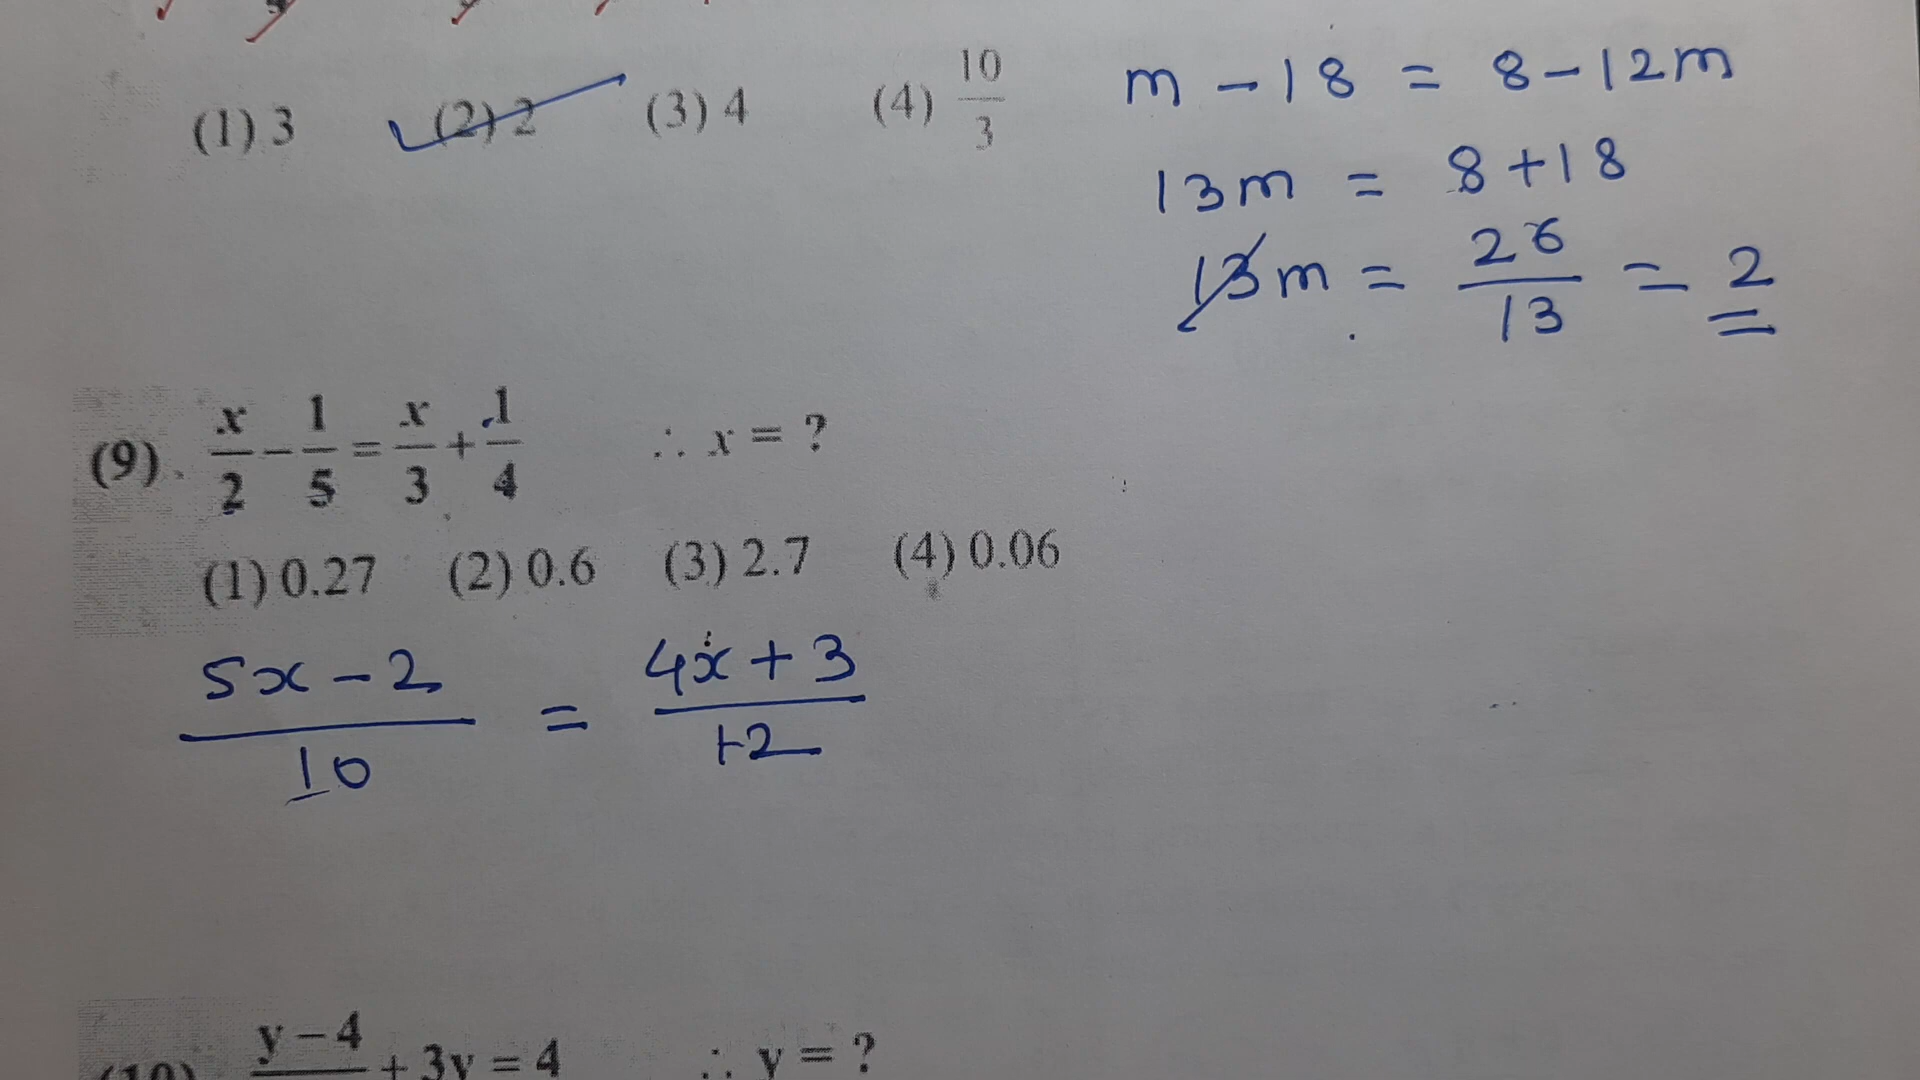 (1) 3 (2) 2 (3) 4 (4) 10/3
m - 18 = 8 - 12m
13m = 8 + 18
13m = 26/13 = 2
(9). x/2 - 1/5 = x/3 + 1/4 ∴ x = ?
(1) 0.27 (2) 0.6 (3) 2.7 (4) 0.06
5x - 2/10 = 4x + 3/12
(10) y - 4 + 3y = 4 ∴ y = ?